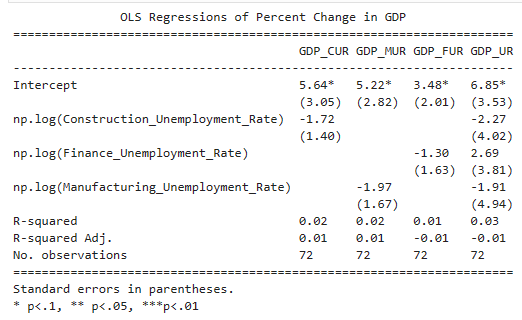 OLS Regressions of Percent Change in GDP
================================================================
GDP_CUR GDP_MUR GDP_FUR GDP_UR
----------------------------------------------------------------
Intercept 5.64* 5.22* 3.48* 6.85*
(3.05) (2.82) (2.01) (3.53)
np.log(Construction_Unemployment_Rate) -1.72 -2.27
(1.40) (4.02)
np.log(Finance_Unemployment_Rate) -1.30 2.69
(1.63) (3.81)
np.log(Manufacturing_Unemployment_Rate) -1.97 -1.91
(1.67) (4.94)
R-squared 0.02 0.02 0.01 0.03
R-squared Adj. 0.01 0.01 -0.01 -0.01
No. observations 72 72 72 72
================================================================
Standard errors in parentheses.
* p<.1, ** p<.05, ***p<.01